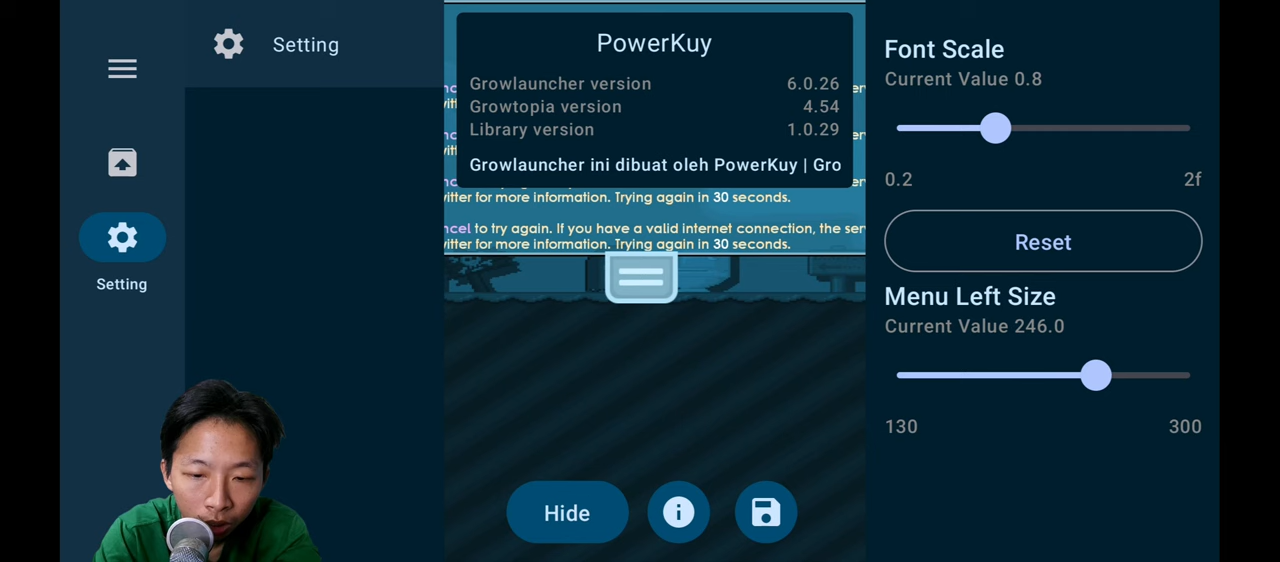 Setting
Setting
PowerKuy
Growlauncher version 6.0.26
Growtopia version 4.54
Library version 1.0.29
Growlauncher ini dibuat oleh PowerKuy | Gro
witter for more information. Trying again in 30 seconds.
ncel to try again. If you have a valid internet connection, the ser
witter for more information. Trying again in 30 seconds.
Hide
Font Scale
Current Value 0.8
0.2 2f
Reset
Menu Left Size
Current Value 246.0
130 300